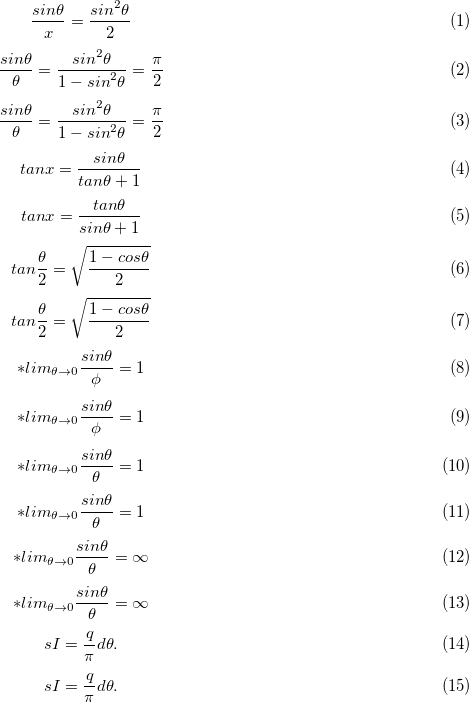 sinθ/x = sin²θ/2 (1)
sinθ/θ = sin²θ/(1 − sin²θ) = π/2 (2)
sinθ/θ = sin²θ/(1 − sin²θ) = π/2 (3)
tanx = sinθ/(tanθ + 1) (4)
tanx = tanθ/(sinθ + 1) (5)
tan θ/2 = √((1 − cosθ)/2) (6)
tan θ/2 = √((1 − cosθ)/2) (7)
*lim_{θ→0} sinθ/ϕ = 1 (8)
*lim_{θ→0} sinθ/ϕ = 1 (9)
*lim_{θ→0} sinθ/θ = 1 (10)
*lim_{θ→0} sinθ/θ = 1 (11)
*lim_{θ→0} sinθ/θ = ∞ (12)
*lim_{θ→0} sinθ/θ = ∞ (13)
sI = q/π dθ. (14)
sI = q/π dθ. (15)